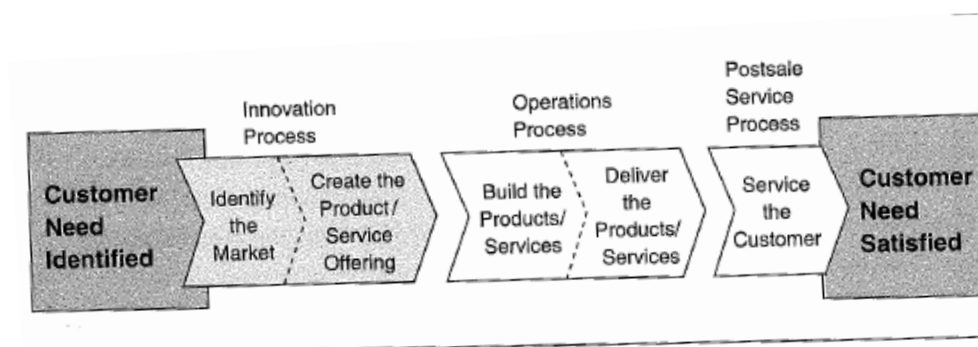 Innovation
Process
Operations
Process
Postsale
Service
Process
Customer
Need
Identified
Identify
the
Market
Create the
Product/
Service
Offering
Build the
Products/
Services
Deliver
the
Products/
Services
Service
the
Customer
Customer
Need
Satisfied